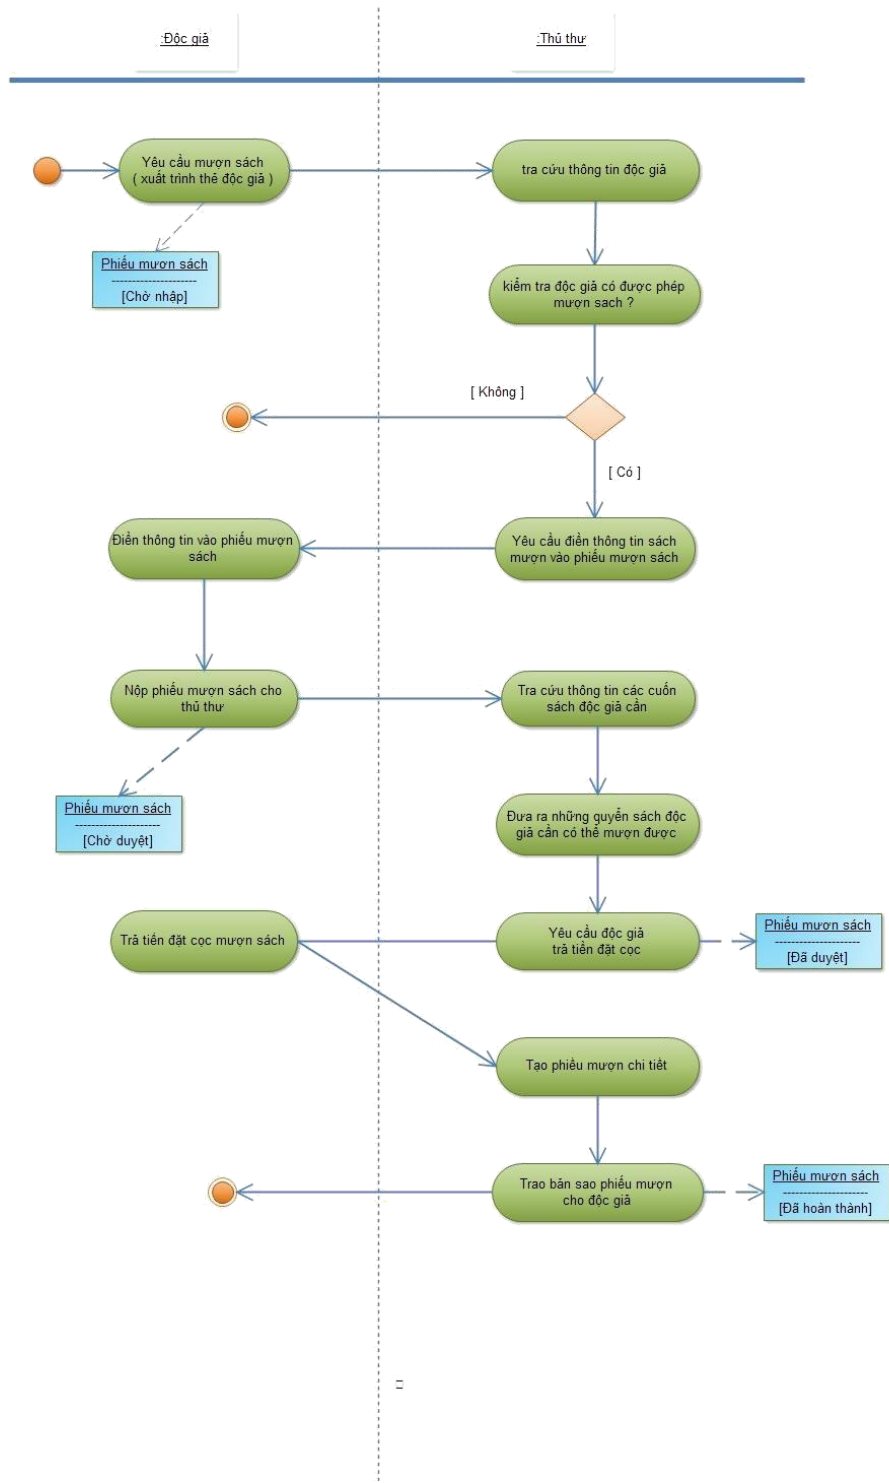 :Độc giả
:Thủ thư
Yêu cầu mượn sách
( xuất trình thẻ độc giả )
tra cứu thông tin độc giả
Phiếu mượn sách
---------------------
[Chờ nhập]
kiểm tra độc giả có được phép
mượn sach ?
[ Không ]
[ Có ]
Điền thông tin vào phiếu mượn
sách
Yêu cầu điền thông tin sách
mượn vào phiếu mượn sách
Nộp phiếu mượn sách cho
thủ thư
Tra cứu thông tin các cuốn
sách độc giả cần
Phiếu mượn sách
---------------------
[Chờ duyệt]
Đưa ra những quyển sách độc
giả cần có thể mượn được
Trả tiền đặt cọc mượn sách
Yêu cầu độc giả
trả tiền đặt cọc
Phiếu mượn sách
---------------------
[Đã duyệt]
Tạo phiếu mượn chi tiết
Trao bản sao phiếu mượn
cho độc giả
Phiếu mượn sách
---------------------
[Đã hoàn thành]